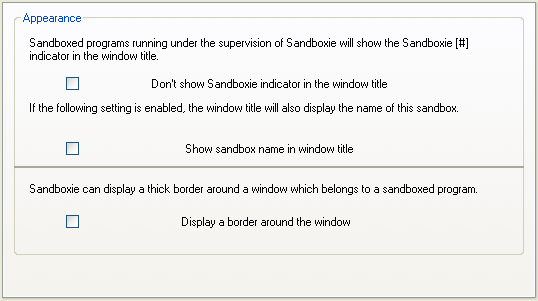 Appearance
Sandboxed programs running under the supervision of Sandboxie will show the Sandboxie [#]
indicator in the window title.
Don't show Sandboxie indicator in the window title
If the following setting is enabled, the window title will also display the name of this sandbox.
Show sandbox name in window title
Sandboxie can display a thick border around a window which belongs to a sandboxed program.
Display a border around the window